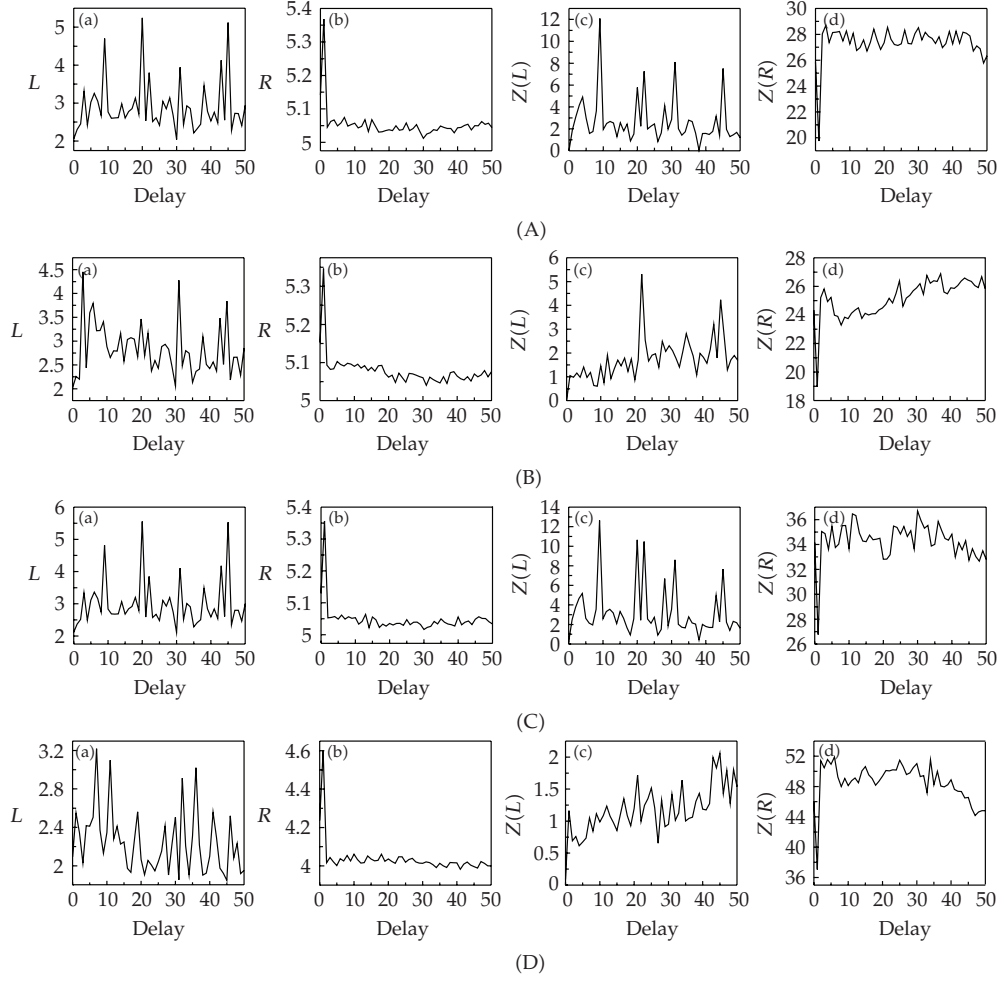 (a)
L
5
4
3
2
0 10 20 30 40 50
Delay
(b)
R
5.4
5.3
5.2
5.1
5
0 10 20 30 40 50
Delay
(c)
Z(L)
12
10
8
6
4
2
0
0 10 20 30 40 50
Delay
(d)
Z(R)
30
28
26
24
22
20
0 10 20 30 40 50
Delay
(A)
(a)
L
4.5
4
3.5
3
2.5
2
0 10 20 30 40 50
Delay
(b)
R
5.3
5.2
5.1
5
0 10 20 30 40 50
Delay
(c)
Z(L)
6
5
4
3
2
1
0
0 10 20 30 40 50
Delay
(d)
Z(R)
28
26
24
22
20
18
0 10 20 30 40 50
Delay
(B)
(a)
L
6
5
4
3
2
0 10 20 30 40 50
Delay
(b)
R
5.4
5.3
5.2
5.1
5
0 10 20 30 40 50
Delay
(c)
Z(L)
14
12
10
8
6
4
2
0
0 10 20 30 40 50
Delay
(d)
Z(R)
36
34
32
30
28
26
0 10 20 30 40 50
Delay
(C)
(a)
L
3.2
2.8
2.4
2
0 10 20 30 40 50
Delay
(b)
R
4.6
4.4
4.2
4
0 10 20 30 40 50
Delay
(c)
Z(L)
2
1.5
1
0.5
0
0 10 20 30 40 50
Delay
(d)
Z(R)
52
48
44
40
36
0 10 20 30 40 50
Delay
(D)